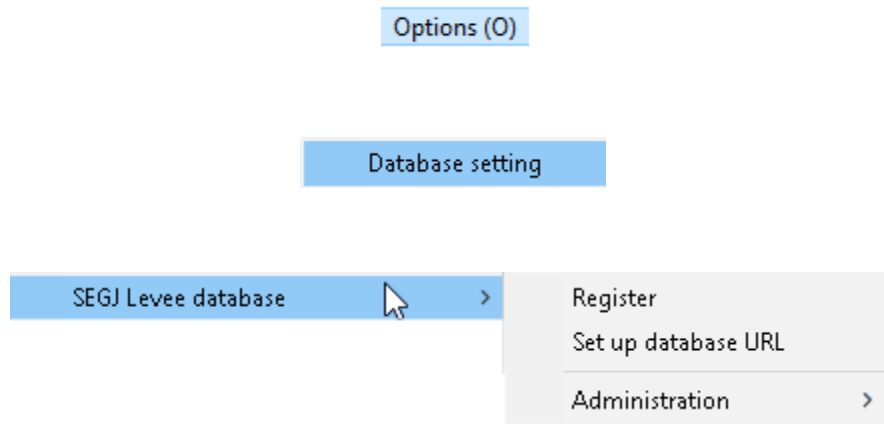 Options (O)
Database setting
SEGJ Levee database
Register
Set up database URL
Administration